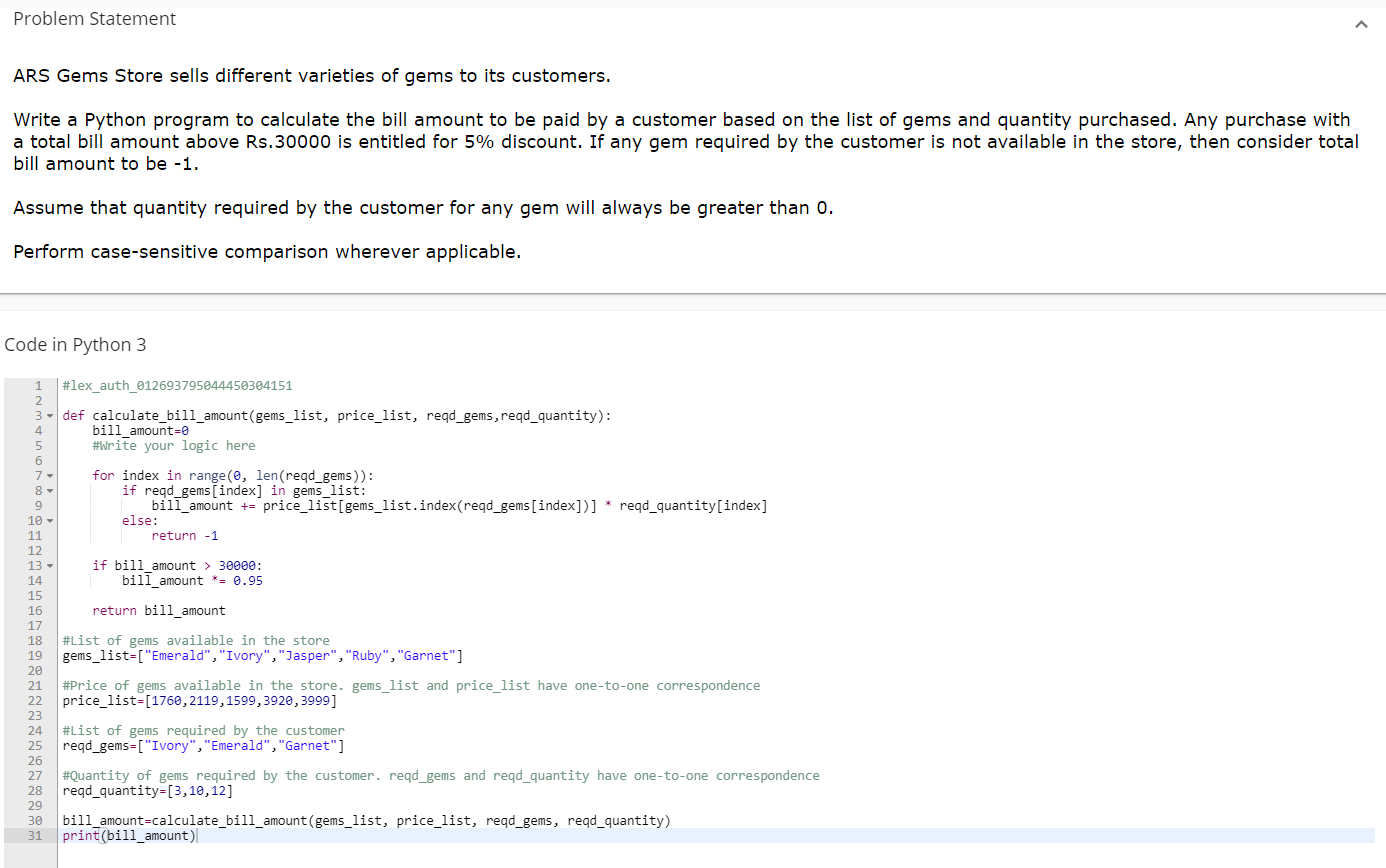 Problem Statement
ARS Gems Store sells different varieties of gems to its customers.
Write a Python program to calculate the bill amount to be paid by a customer based on the list of gems and quantity purchased. Any purchase with
a total bill amount above Rs.30000 is entitled for 5% discount. If any gem required by the customer is not available in the store, then consider total
bill amount to be -1.
Assume that quantity required by the customer for any gem will always be greater than 0.
Perform case-sensitive comparison wherever applicable.
Code in Python 3
1 #lex_auth_012693795044450304151
2
3 def calculate_bill_amount(gems_list, price_list, reqd_gems,reqd_quantity):
4     bill_amount=0
5     #Write your logic here
6
7     for index in range(0, len(reqd_gems)):
8         if reqd_gems[index] in gems_list:
9             bill_amount += price_list[gems_list.index(reqd_gems[index])] * reqd_quantity[index]
10         else:
11             return -1
12
13     if bill_amount > 30000:
14         bill_amount *= 0.95
15
16     return bill_amount
17
18 #List of gems available in the store
19 gems_list=["Emerald","Ivory","Jasper","Ruby","Garnet"]
20
21 #Price of gems available in the store. gems_list and price_list have one-to-one correspondence
22 price_list=[1760,2119,1599,3920,3999]
23
24 #List of gems required by the customer
25 reqd_gems=["Ivory","Emerald","Garnet"]
26
27 #Quantity of gems required by the customer. reqd_gems and reqd_quantity have one-to-one correspondence
28 reqd_quantity=[3,10,12]
29
30 bill_amount=calculate_bill_amount(gems_list, price_list, reqd_gems, reqd_quantity)
31 print(bill_amount)